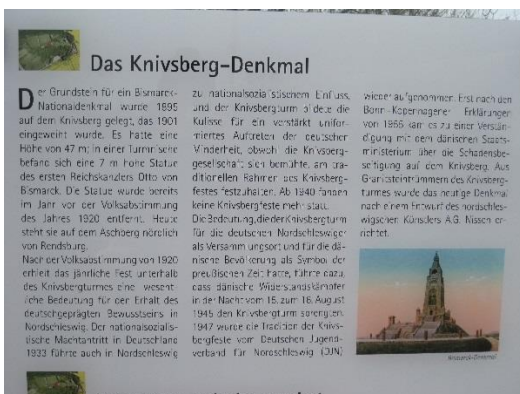 Das Knivsberg-Denkmal
Der Grundstein für ein Bismarck-
Nationaldenkmal wurde 1895
auf dem Knivsberg gelegt, das 1901
eingeweiht wurde. Es hatte eine
Höhe von 47 m; in einer Turmnische
befand sich eine 7 m hohe Statue
des ersten Reichskanzlers Otto von
Bismarck. Die Statue wurde bereits
im Jahr vor der Volksabstimmung
des Jahres 1920 entfernt. Heute
steht sie auf dem Aschberg nördlich
von Rendsburg.
Nach der Volksabstimmung von 1920
erhielt das jährliche Fest unterhalb
des Knivsbergturmes eine wesent-
liche Bedeutung für den Erhalt des
deutschgeprägten Bewusstseins in
Nordschleswig. Der nationalsozialis-
tische Machtantritt in Deutschland
1933 führte auch in Nordschleswig
zu nationalsozialistischem Einfluss,
und der Knivsbergturm bildete die
Kulisse für ein verstärkt unifor-
miertes Auftreten der deutschen
Minderheit, obwohl die Knivsberg-
gesellschaft sich bemühte, am tra-
ditionellen Rahmen des Knivsberg-
festes festzuhalten. Ab 1940 fanden
keine Knivsbergfeste mehr statt.
Die Bedeutung, die der Knivsbergturm
für die deutschen Nordschleswiger
als Versammlungsort und für die dä-
nische Bevölkerung als Symbol der
preußischen Zeit hatte, führte dazu,
dass dänische Widerstandskämpfer
in der Nacht vom 15. zum 16. August
1945 den Knivsbergturm sprengten.
1947 wurde die Tradition der Knivs-
bergfeste vom Deutschen Jugend-
verband für Nordschleswig (DJN)
wieder aufgenommen. Erst nach den
Bonn-Kopenhagener Erklärungen
von 1955 kam es zu einer Verstän-
digung mit dem dänischen Staats-
ministerium über die Schadensbe-
seitigung auf dem Knivsberg. Aus
Granitsteintrümmern des Knivsberg-
turmes wurde das heutige Denkmal
nach einem Entwurf des nordschles-
wigschen Künstlers A.G. Nissen er-
richtet.
Knivsberg-Denkmal